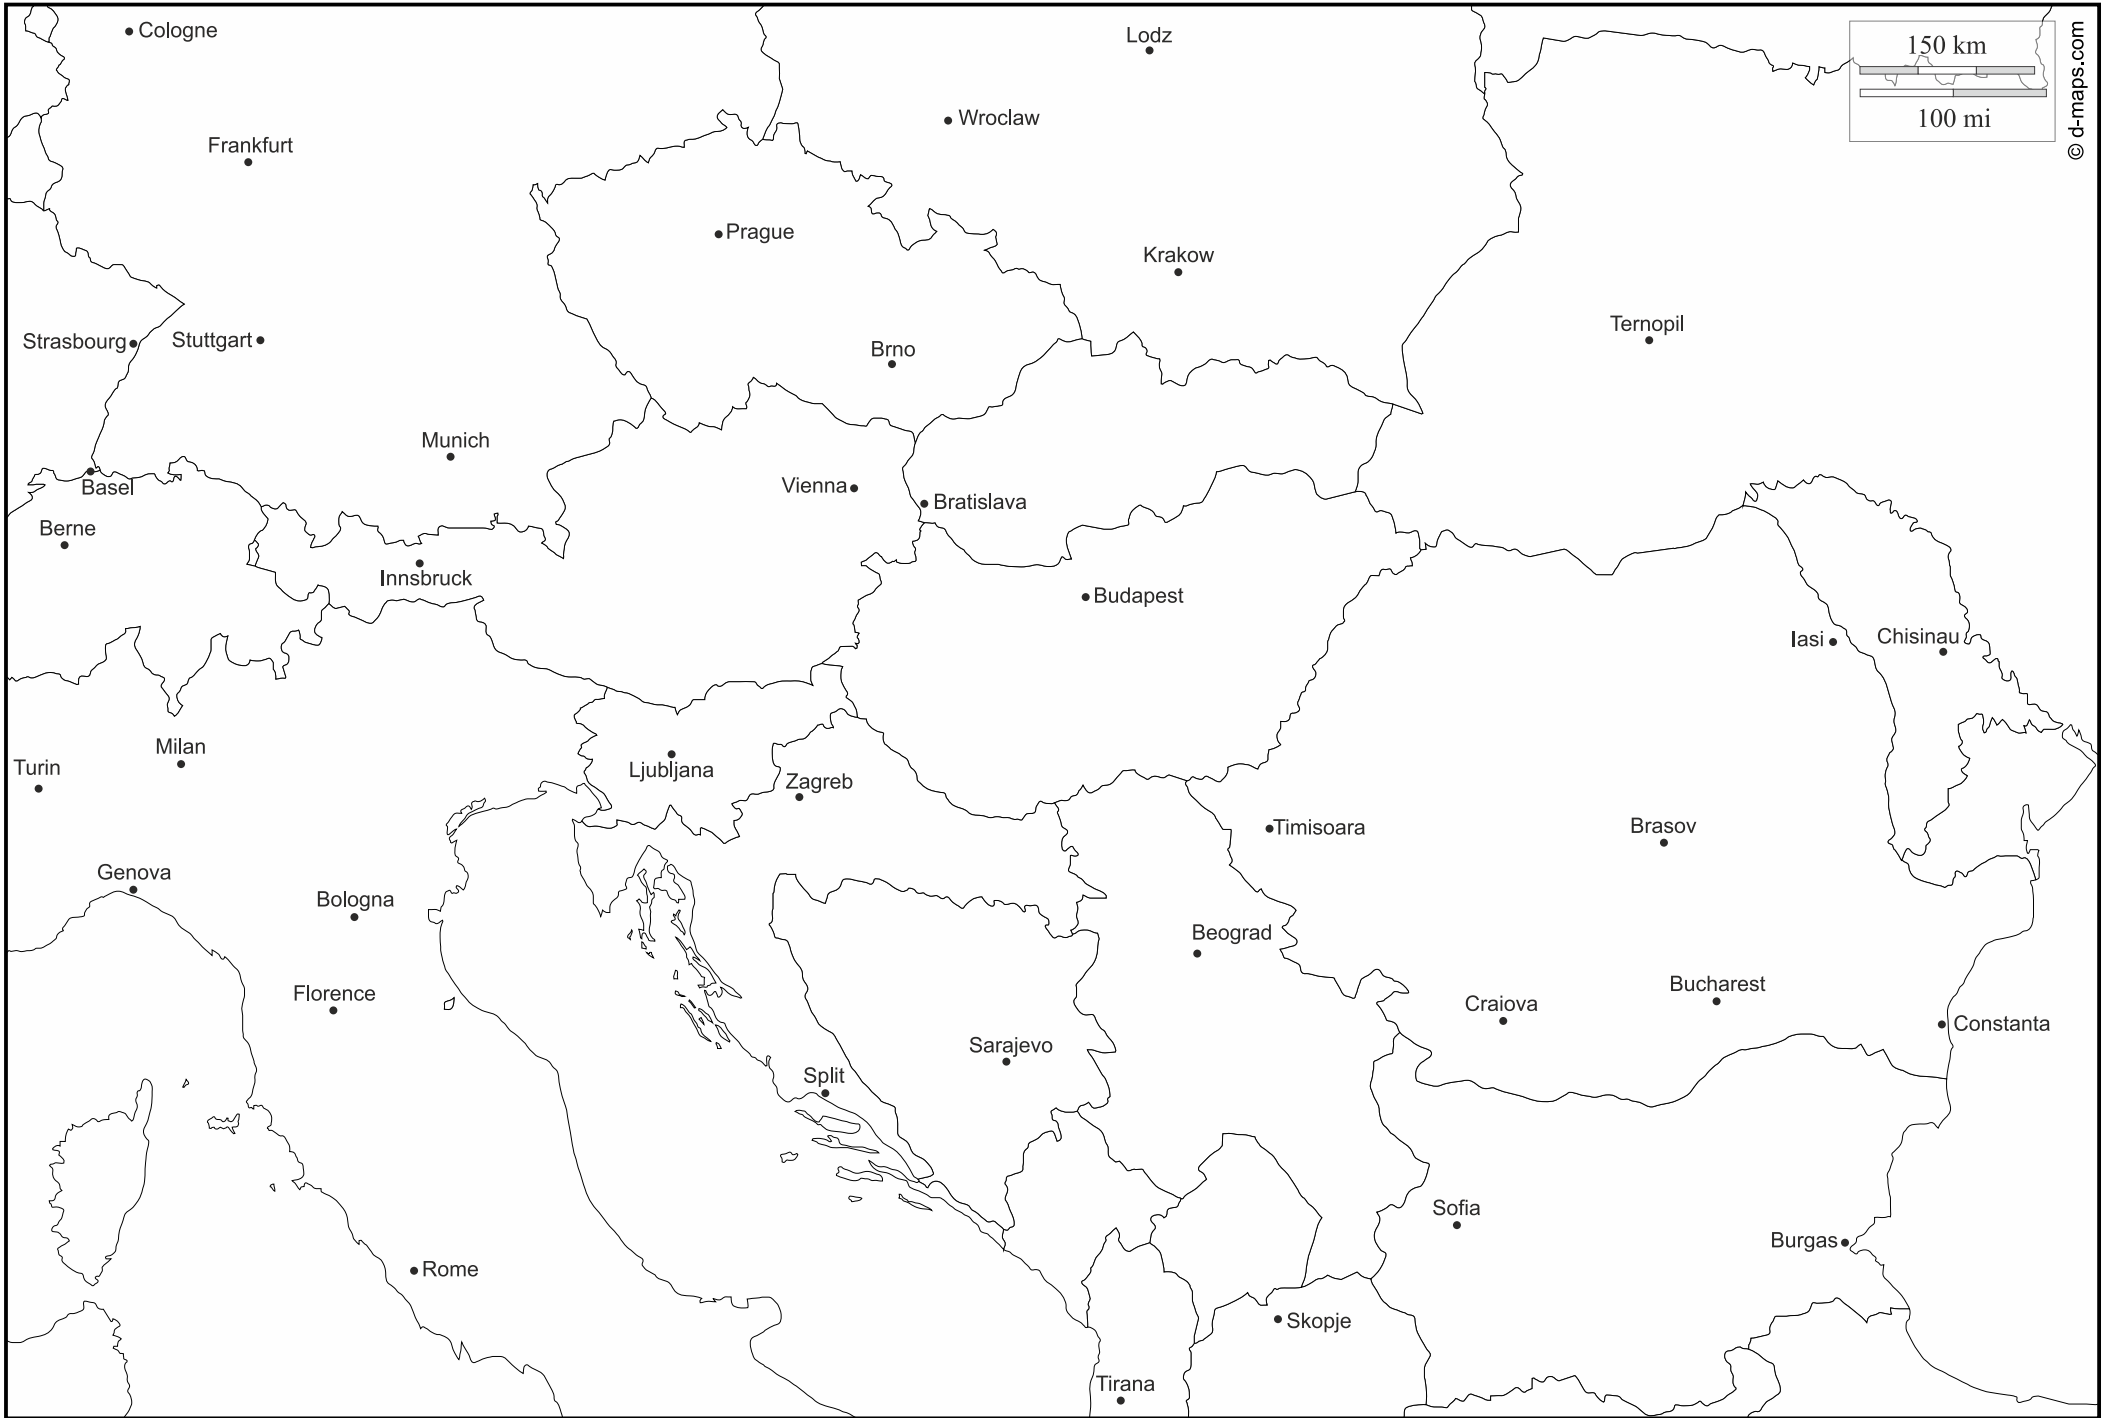 Cologne
Lodz
150 km
100 mi
© d-maps.com
Wroclaw
Frankfurt
Prague
Krakow
Ternopil
Strasbourg
Stuttgart
Brno
Munich
Basel
Vienna
Bratislava
Berne
Innsbruck
Budapest
Iasi
Chisinau
Milan
Turin
Ljubljana
Zagreb
Timisoara
Brasov
Genova
Bologna
Beograd
Florence
Craiova
Bucharest
Constanta
Sarajevo
Split
Sofia
Burgas
Rome
Skopje
Tirana